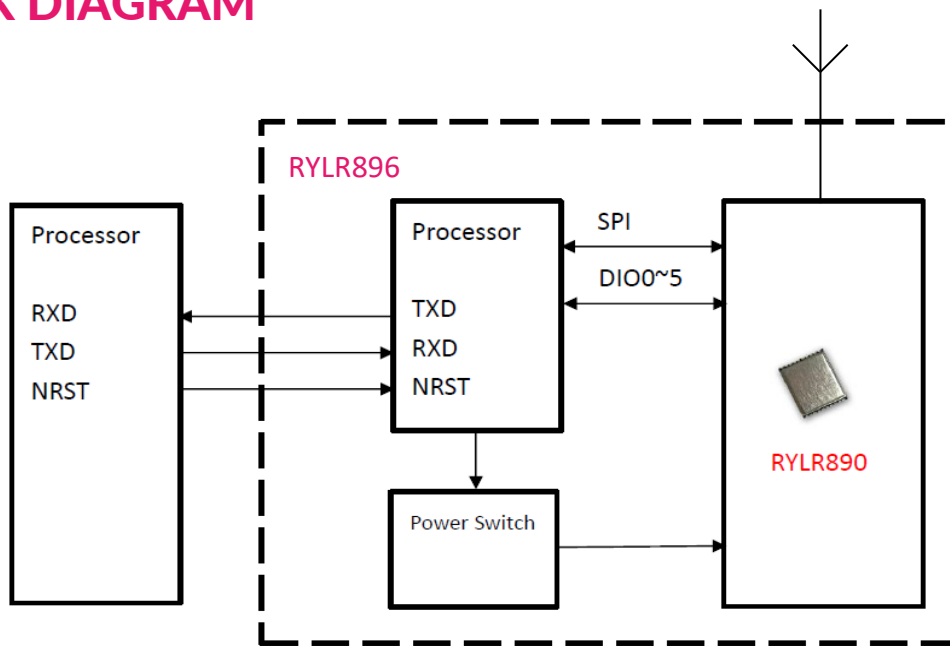 DIAGRAM
RYLR896
Processor
RXD
TXD
NRST
Processor
TXD
RXD
NRST
SPI
DIO0~5
RYLR890
Power Switch